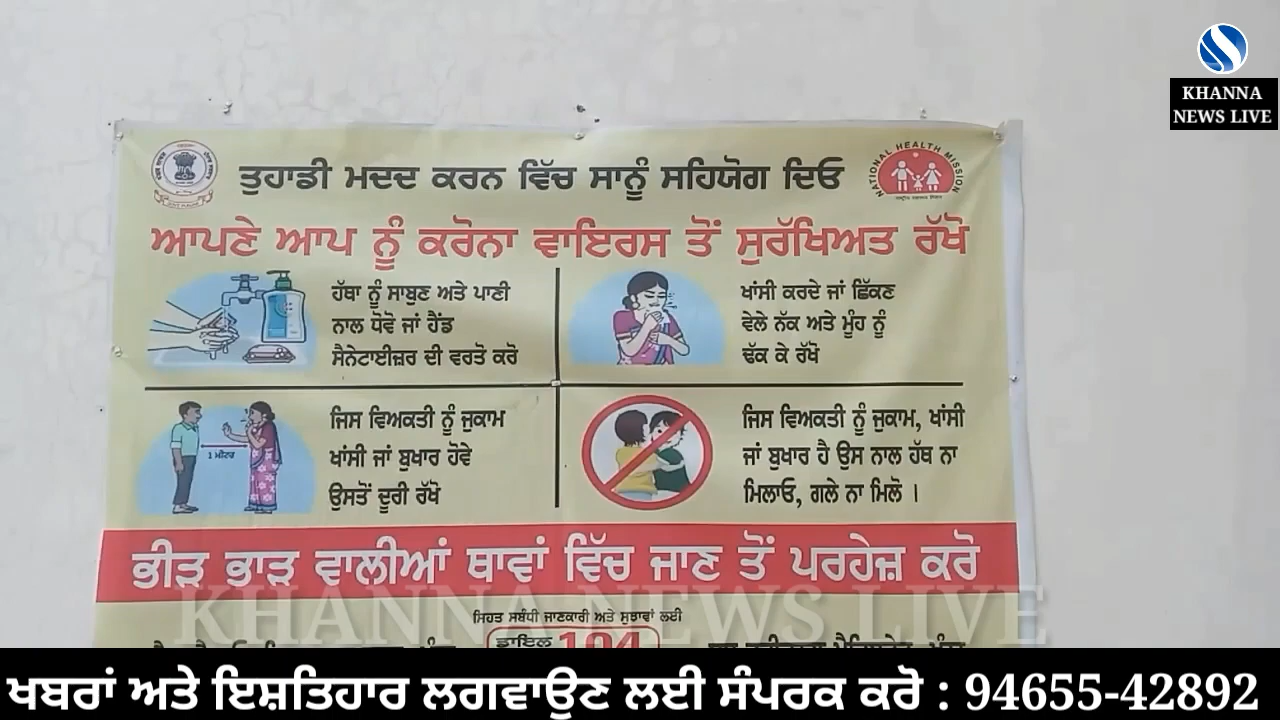 KHANNA
NEWS LIVE
NATIONAL HEALTH MISSION
ਤੁਹਾਡੀ ਮਦਦ ਕਰਨ ਵਿੱਚ ਸਾਨੂੰ ਸਹਿਯੋਗ ਦਿਓ
ਆਪਣੇ ਆਪ ਨੂੰ ਕਰੋਨਾ ਵਾਇਰਸ ਤੋਂ ਸੁਰੱਖਿਅਤ ਰੱਖੋ
ਹੱਥਾ ਨੂੰ ਸਾਬੁਣ ਅਤੇ ਪਾਣੀ
ਨਾਲ ਧੋਵੋ ਜਾਂ ਹੈਂਡ
ਸੈਨੇਟਾਈਜ਼ਰ ਦੀ ਵਰਤੋ ਕਰੋ
ਖਾਂਸੀ ਕਰਦੇ ਜਾਂ ਛਿੱਕਣ
ਵੇਲੇ ਨੱਕ ਅਤੇ ਮੂੰਹ ਨੂੰ
ਢੱਕ ਕੇ ਰੱਖੋ
1 ਮੀਟਰ
ਜਿਸ ਵਿਅਕਤੀ ਨੂੰ ਜੁਕਾਮ
ਖਾਂਸੀ ਜਾਂ ਬੁਖਾਰ ਹੋਵੇ
ਉਸਤੋਂ ਦੂਰੀ ਰੱਖੋ
ਜਿਸ ਵਿਅਕਤੀ ਨੂੰ ਜੁਕਾਮ, ਖਾਂਸੀ
ਜਾਂ ਬੁਖਾਰ ਹੈ ਉਸ ਨਾਲ ਹੱਥ ਨਾ
ਮਿਲਾਓ, ਗਲੇ ਨਾ ਮਿਲੋ ।
ਭੀੜ ਭਾੜ ਵਾਲੀਆਂ ਥਾਵਾਂ ਵਿੱਚ ਜਾਣ ਤੋਂ ਪਰਹੇਜ਼ ਕਰੋ
KHANNA NEWS LIVE
ਸਿਹਤ ਸਬੰਧੀ ਜਾਣਕਾਰੀ ਅਤੇ ਸੁਝਾਵਾਂ ਲਈ
ਡਾਇਲ 104
ਖਬਰਾਂ ਅਤੇ ਇਸ਼ਤਿਹਾਰ ਲਗਵਾਉਣ ਲਈ ਸੰਪਰਕ ਕਰੋ : 94655-42892